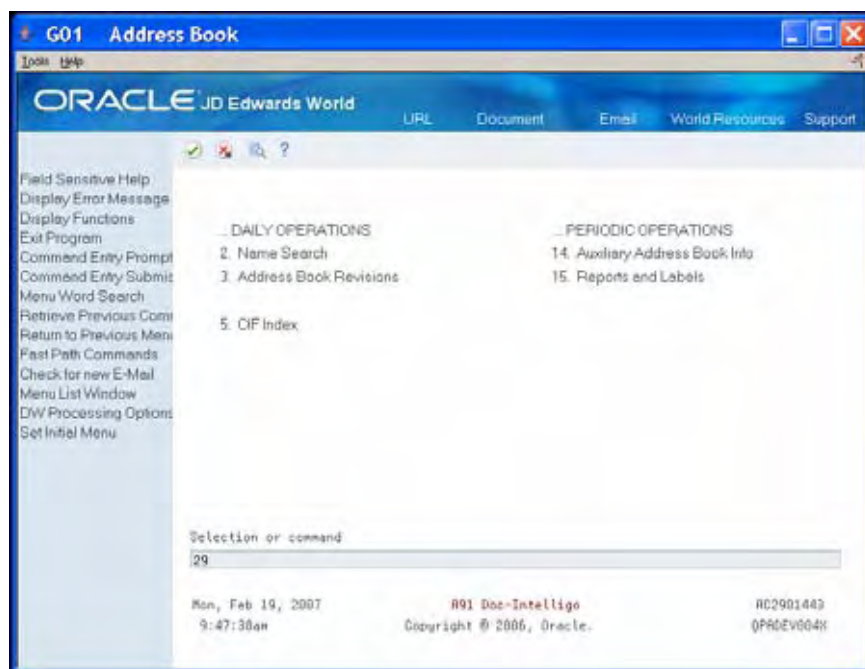 G01 Address Book
Tools Help
ORACLE JD Edwards World
URL Document Email World Resources Support
Field Sensitive Help
Display Error Message
Display Functions
Exit Program
Command Entry Prompt
Command Entry Submis
Menu Word Search
Retrieve Previous Com
Return to Previous Menu
Fast Path Commands
Check for new E-Mail
Menu List Window
DW Processing Options
Set Initial Menu
... DAILY OPERATIONS
2. Name Search
3. Address Book Revisions
5. CIF Index
... PERIODIC OPERATIONS
14. Auxiliary Address Book Info
15. Reports and Labels
Selection or command
29
Mon, Feb 19, 2007 A91 Doc-Intelligo AC2901443
9:47:38am Copyright © 2006, Oracle. QPADEV004X